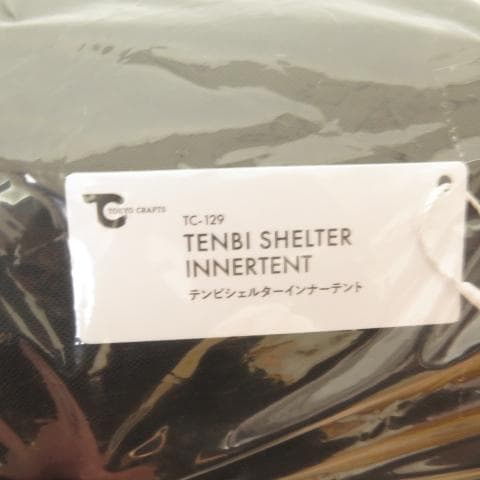 TOKYO CRAFTS
TC-129
TENBI SHELTER
INNERTENT
テンビシェルターインナーテント